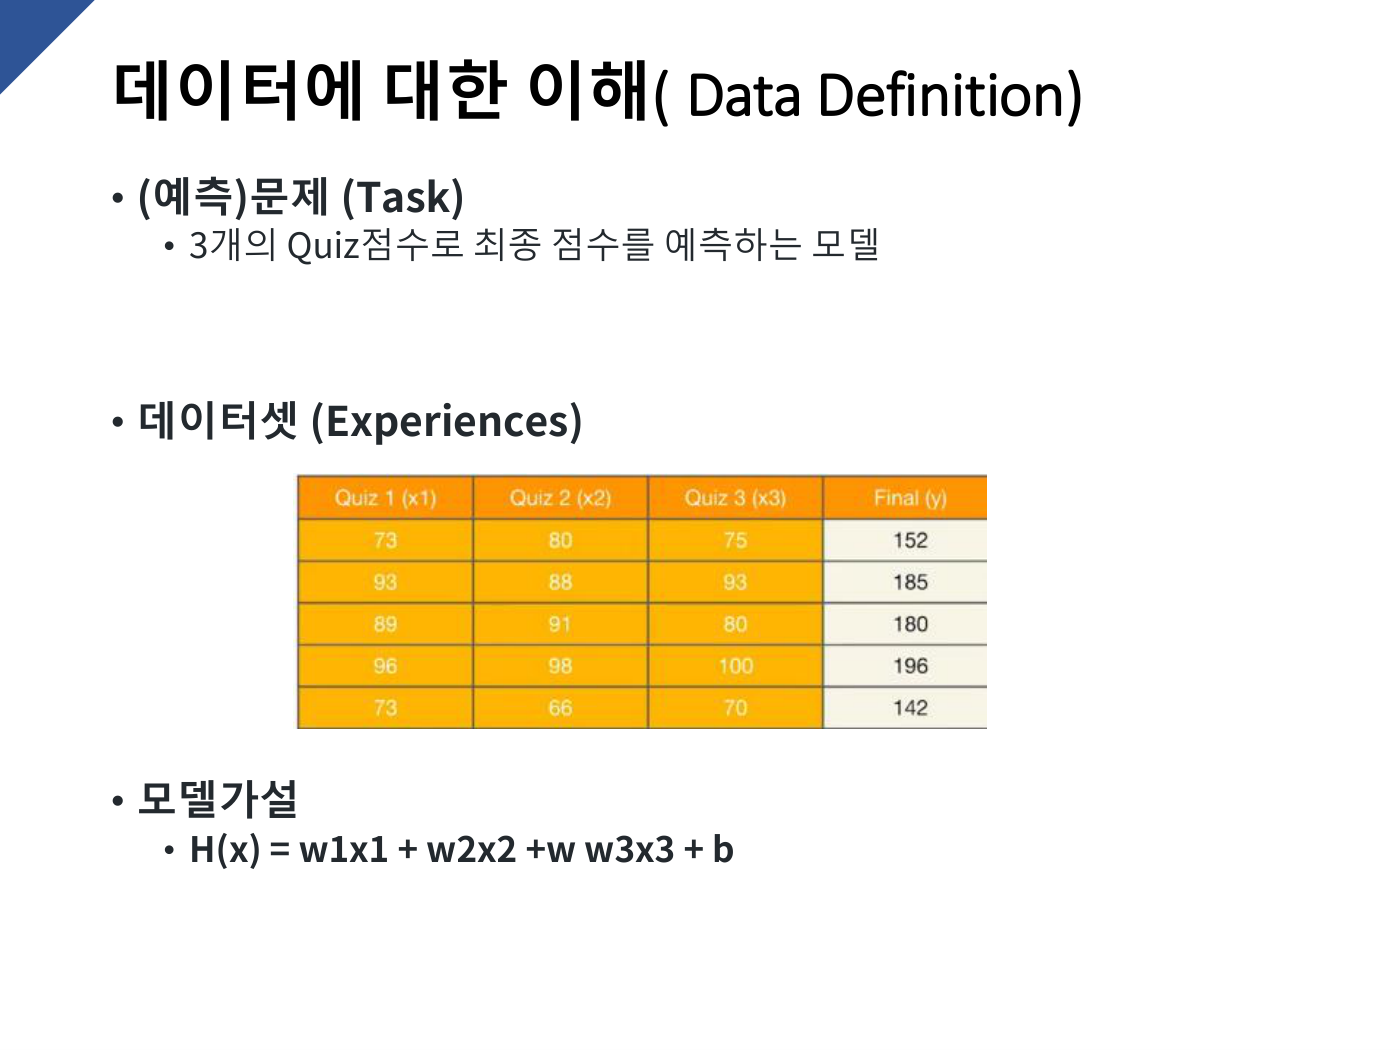 데이터에 대한 이해( Data Definition)
• (예측)문제 (Task)
• 3개의 Quiz점수로 최종 점수를 예측하는 모델
• 데이터셋 (Experiences)
Quiz 1 (x1) Quiz 2 (x2) Quiz 3 (x3) Final (y)
73 80 75 152
93 88 93 185
89 91 80 180
96 98 100 196
73 66 70 142
• 모델가설
• H(x) = w1x1 + w2x2 +w w3x3 + b